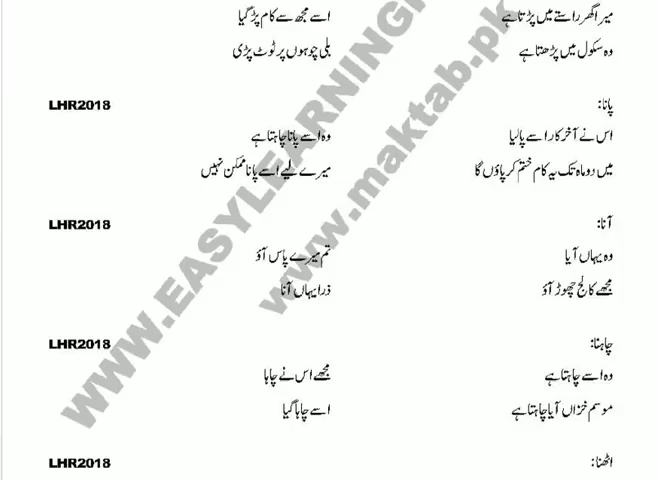 میرا گھر راستے میں پڑتا ہے اسے مجھ سے کام پڑ گیا
وہ سکول میں پڑھتا ہے بلی چوہوں پر ٹوٹ پڑی
پانا: LHR2018
اس نے آخر کار اسے پا لیا وہ اسے پانا چاہتا ہے
میں دو ماہ تک یہ کام ختم کر پاؤں گا میرے لیے اسے پانا ممکن نہیں
آنا: LHR2018
وہ یہاں آیا تم میرے پاس آؤ
مجھے کالج چھوڑ آؤ ذرا یہاں آنا
چاہنا: LHR2018
وہ اسے چاہتا ہے مجھے اس نے چاہا
موسم خزاں آیا چاہتا ہے اسے چاہا گیا
اٹھنا: LHR2018
www.maktab.pk